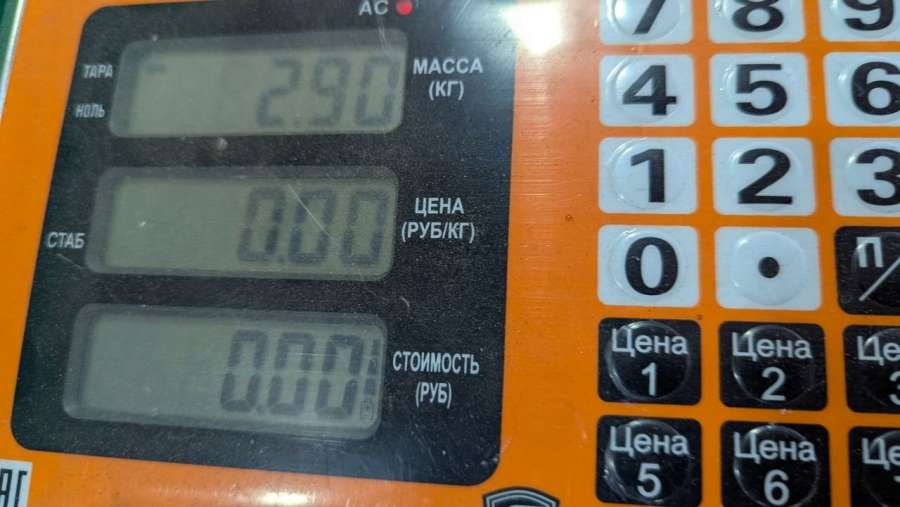 AC
ТАРА
НОЛЬ
2.90
МАССА
(КГ)
СТАБ
0.00
ЦЕНА
(РУБ/КГ)
0.00
СТОИМОСТЬ
(РУБ)
7 8 9
4 5 6
1 2 3
0 •
Цена 1
Цена 2
Цена 5
Цена 6